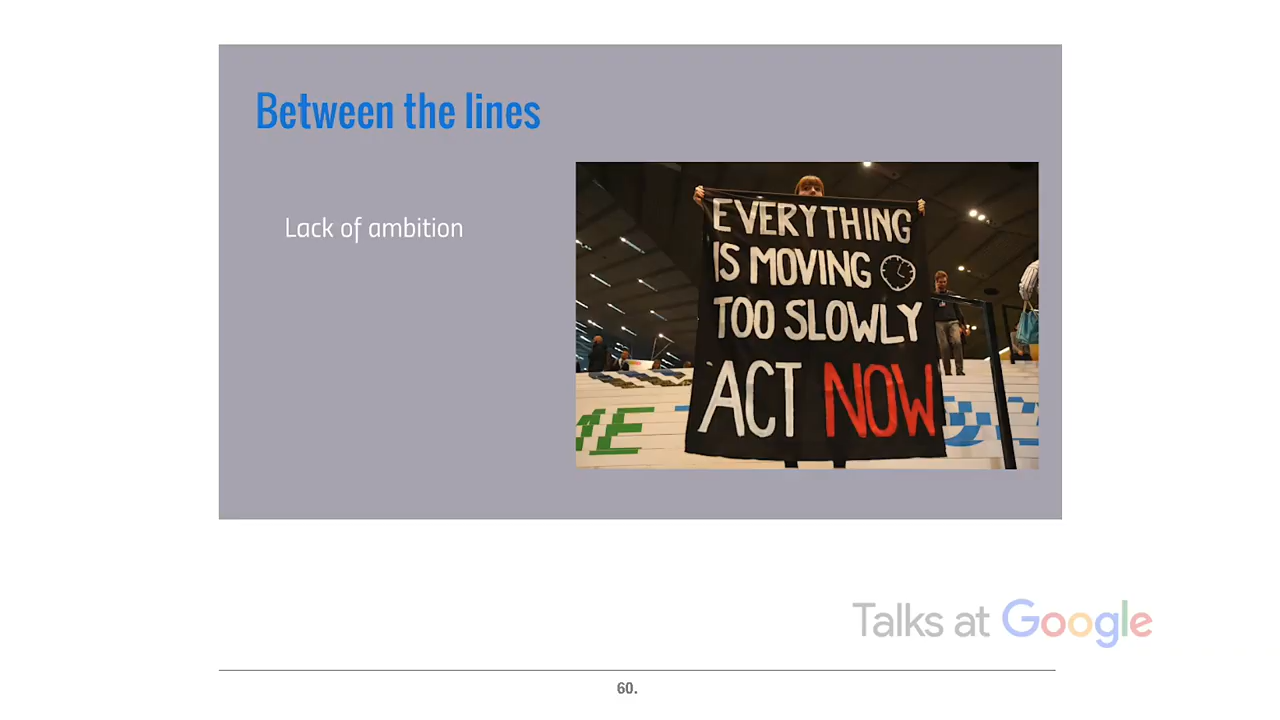 Between the lines
Lack of ambition
EVERYTHING
IS MOVING
TOO SLOWLY
ACT NOW
Talks at Google
60.